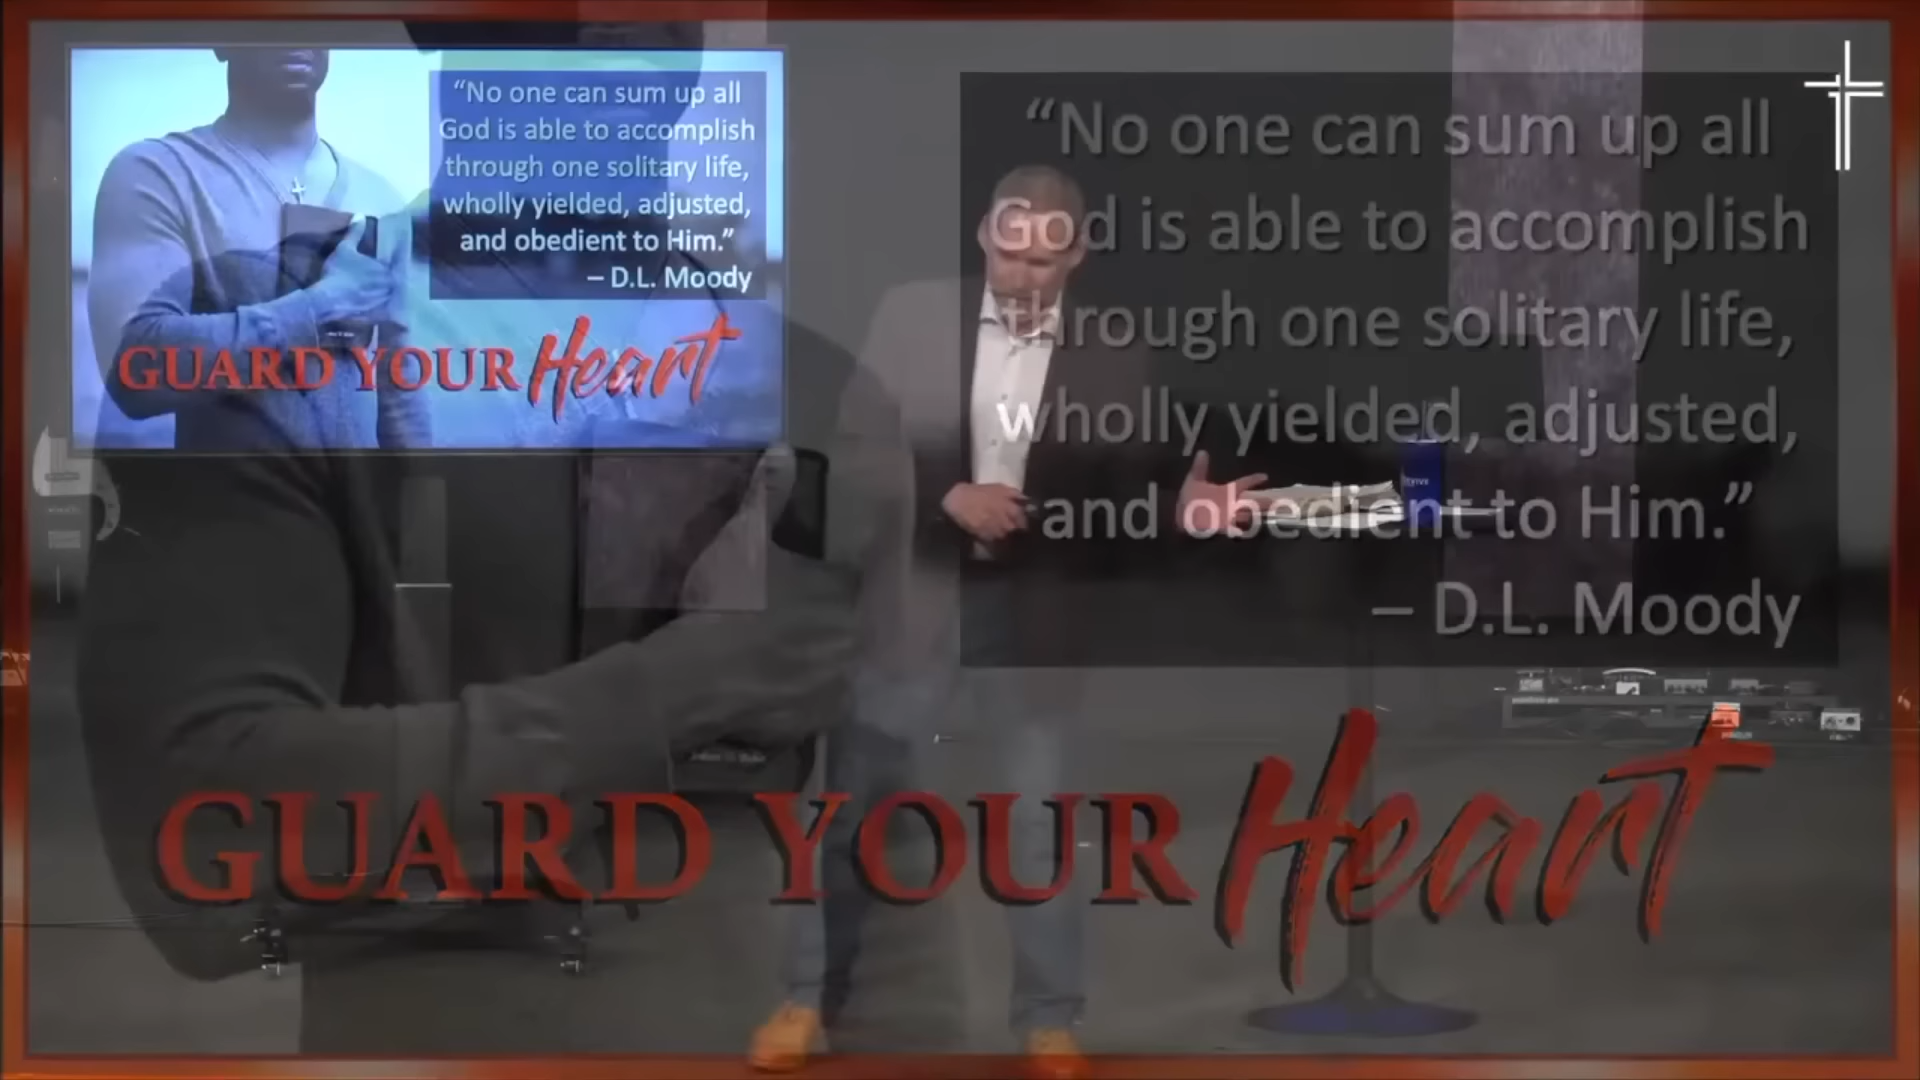 “No one can sum up all
God is able to accomplish
through one solitary life,
wholly yielded, adjusted,
and obedient to Him.”
– D.L. Moody
GUARD YOUR Heart
“No one can sum up all
God is able to accomplish
through one solitary life,
wholly yielded, adjusted,
and obedient to Him.”
– D.L. Moody
GUARD YOUR Heart